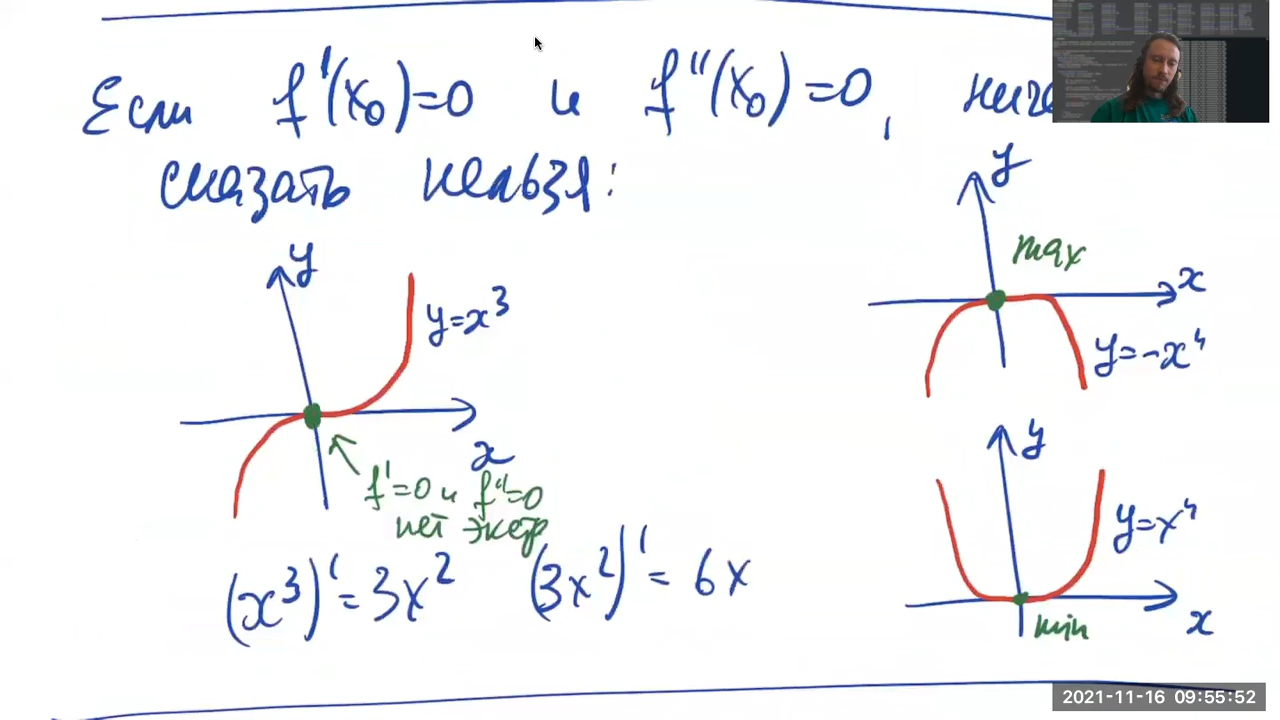 Если f'(x₀)=0 и f''(x₀)=0,
сказать нельзя:
y
y=x³
x
f'=0 и f''=0
нет экстр
(x³)'=3x² (3x²)'=6x
y
max
x
y=-x⁴
y
y=x⁴
min
x
2021-11-16 09:55:52